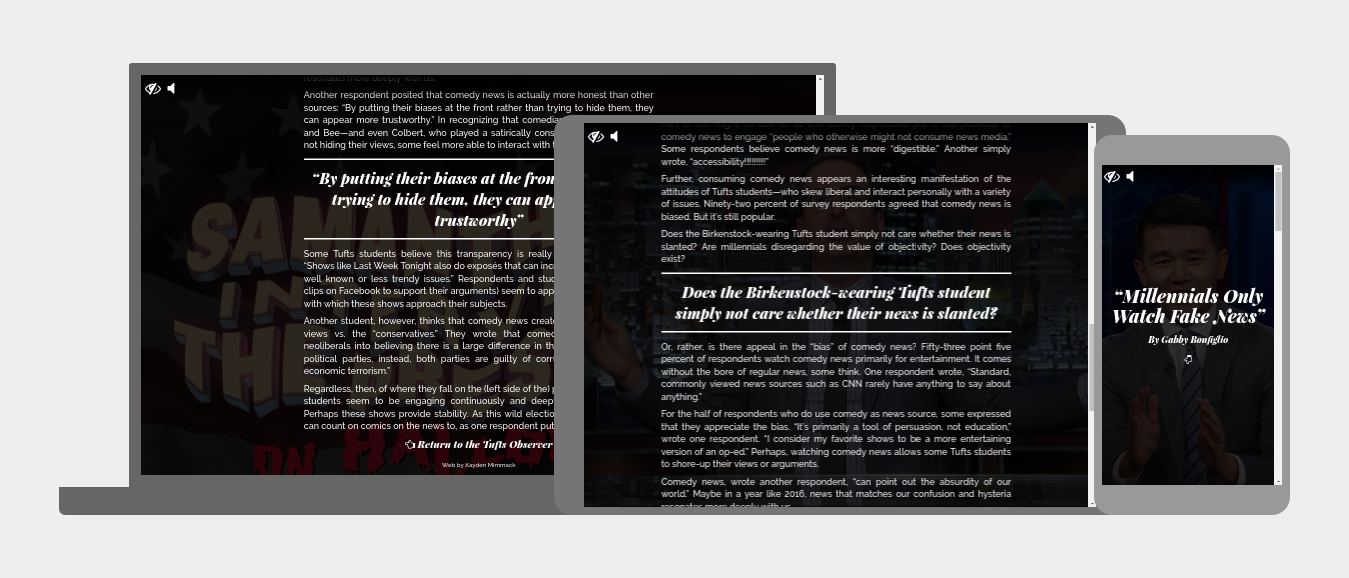 resonates more deeply with us.
Another respondent posited that comedy news is actually more honest than other
sources: “By putting their biases at the front rather than trying to hide them, they
can appear more trustworthy.” In recognizing that comedia
and Bee—and even Colbert, who played a satirically cons
not hiding their views, some feel more able to interact with t
“By putting their biases at the fron
trying to hide them, they can app
trustworthy”
Some Tufts students believe this transparency is really
“Shows like Last Week Tonight also do exposés that can incr
well known or less trendy issues.” Respondents and stud
clips on Facebook to support their arguments) seem to app
with which these shows approach their subjects.
Another student, however, thinks that comedy news create
views vs. the “conservatives.” They wrote that comed
neoliberals into believing there is a large difference in th
political parties, instead, both parties are guilty of corr
economic terrorism.”
Regardless, then, of where they fall on the (left side of the) p
students seem to be engaging continuously and deep
Perhaps these shows provide stability. As this wild electio
can count on comics on the news to, as one respondent put
Return to the Tufts Observer
Web by Kayden Mimmack
SAMANTHA
IN
THE
ON
comedy news to engage “people who otherwise might not consume news media.”
Some respondents believe comedy news is more “digestible.” Another simply
wrote, “accessibility!!!!!!!!!!”
Further, consuming comedy news appears an interesting manifestation of the
attitudes of Tufts students—who skew liberal and interact personally with a variety
of issues. Ninety-two percent of survey respondents agreed that comedy news is
biased. But it’s still popular.
Does the Birkenstock-wearing Tufts student simply not care whether their news is
slanted? Are millennials disregarding the value of objectivity? Does objectivity
exist?
Does the Birkenstock-wearing Tufts student
simply not care whether their news is slanted?
Or, rather, is there appeal in the “bias” of comedy news? Fifty-three point five
percent of respondents watch comedy news primarily for entertainment. It comes
without the bore of regular news, some think. One respondent wrote, “Standard,
commonly viewed news sources such as CNN rarely have anything to say about
anything.”
For the half of respondents who do use comedy as news source, some expressed
that they appreciate the bias. “It’s primarily a tool of persuasion, not education,”
wrote one respondent. “I consider my favorite shows to be a more entertaining
version of an op-ed.” Perhaps, watching comedy news allows some Tufts students
to shore-up their views or arguments.
Comedy news, wrote another respondent, “can point out the absurdity of our
world.” Maybe in a year like 2016, news that matches our confusion and hysteria
resonates more deeply with us.
“Millennials Only
Watch Fake News”
By Gabby Bonfiglio